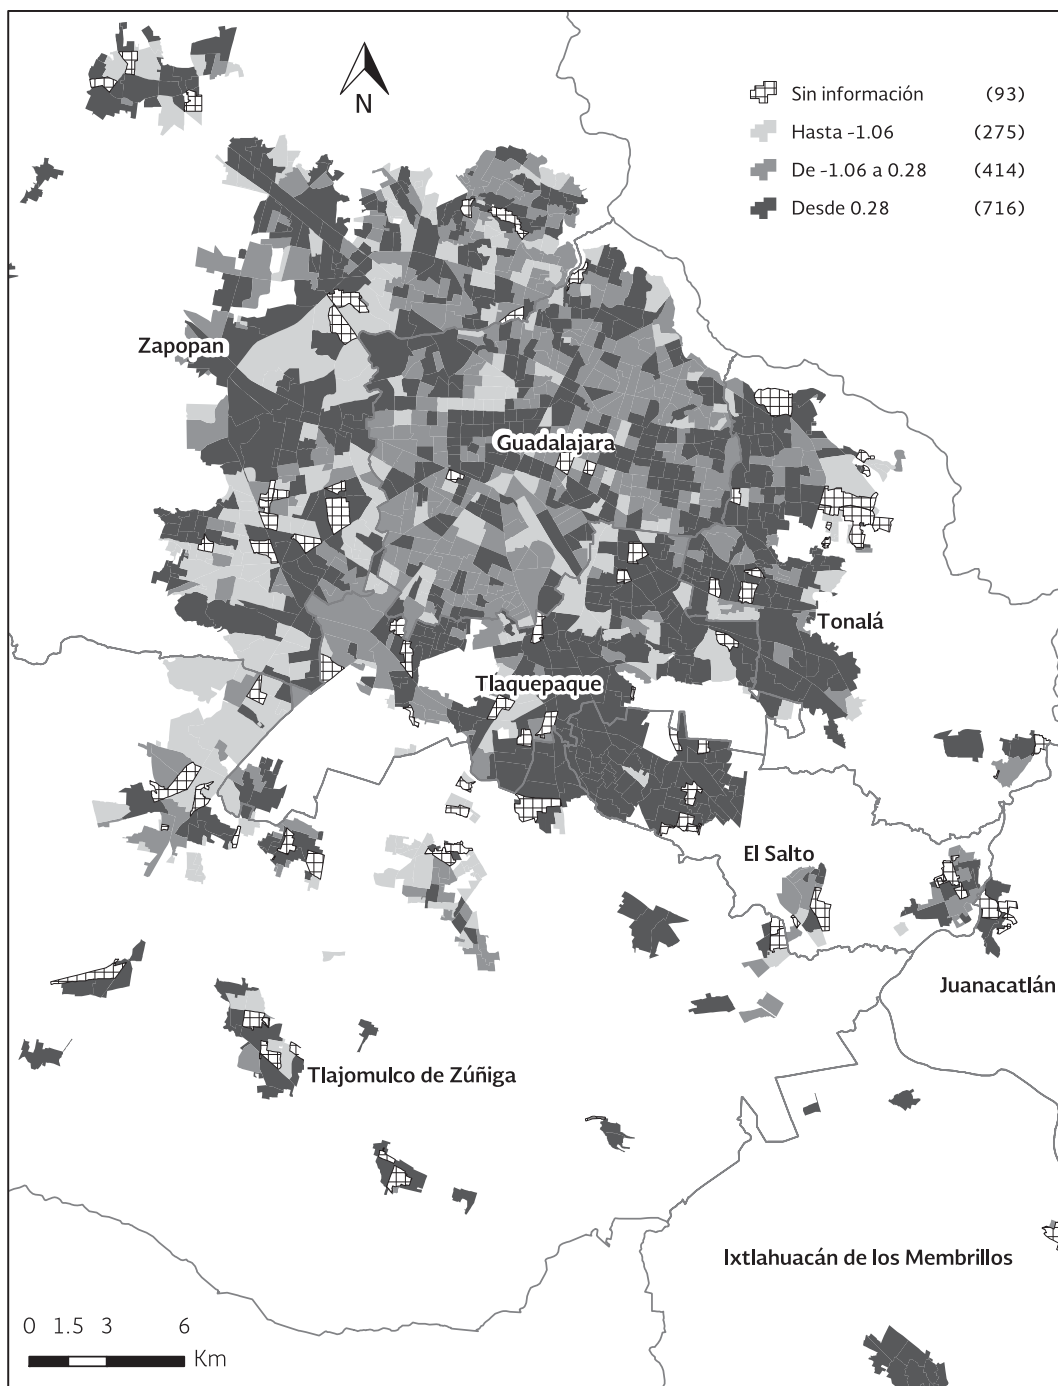 N
Sin información (93)
Hasta -1.06 (275)
De -1.06 a 0.28 (414)
Desde 0.28 (716)
Zapopan
Guadalajara
Tonalá
Tlaquepaque
El Salto
Juanacatlán
Tlajomulco de Zúñiga
Ixtlahuacán de los Membrillos
0 1.5 3 6
Km